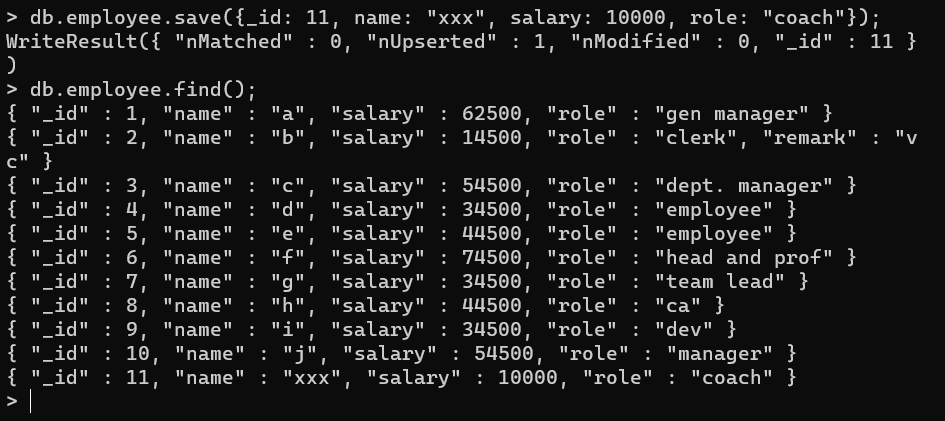 > db.employee.save({_id: 11, name: "xxx", salary: 10000, role: "coach"});
WriteResult({ "nMatched" : 0, "nUpserted" : 1, "nModified" : 0, "_id" : 11 }
)
> db.employee.find();
{ "_id" : 1, "name" : "a", "salary" : 62500, "role" : "gen manager" }
{ "_id" : 2, "name" : "b", "salary" : 14500, "role" : "clerk", "remark" : "v
c" }
{ "_id" : 3, "name" : "c", "salary" : 54500, "role" : "dept. manager" }
{ "_id" : 4, "name" : "d", "salary" : 34500, "role" : "employee" }
{ "_id" : 5, "name" : "e", "salary" : 44500, "role" : "employee" }
{ "_id" : 6, "name" : "f", "salary" : 74500, "role" : "head and prof" }
{ "_id" : 7, "name" : "g", "salary" : 34500, "role" : "team lead" }
{ "_id" : 8, "name" : "h", "salary" : 44500, "role" : "ca" }
{ "_id" : 9, "name" : "i", "salary" : 34500, "role" : "dev" }
{ "_id" : 10, "name" : "j", "salary" : 54500, "role" : "manager" }
{ "_id" : 11, "name" : "xxx", "salary" : 10000, "role" : "coach" }
>